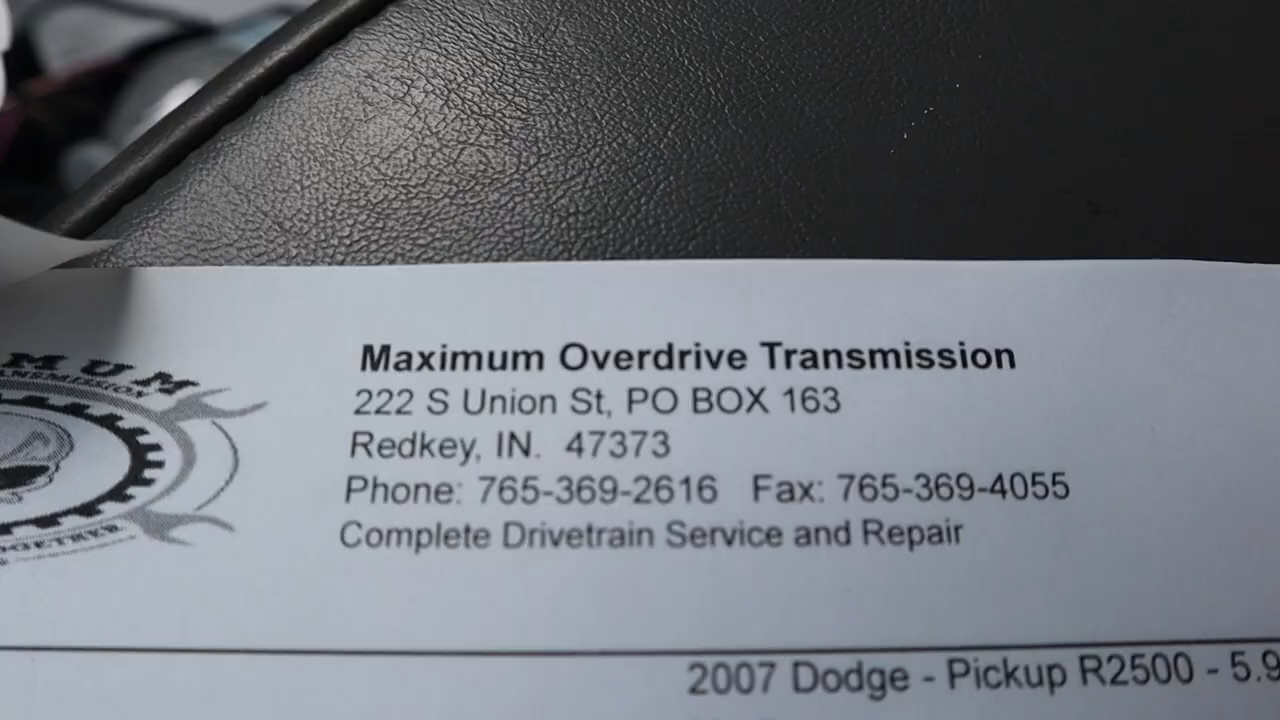 MUM
Maximum Overdrive Transmission
222 S Union St, PO BOX 163
Redkey, IN. 47373
Phone: 765-369-2616 Fax: 765-369-4055
Complete Drivetrain Service and Repair
2007 Dodge - Pickup R2500 - 5.9